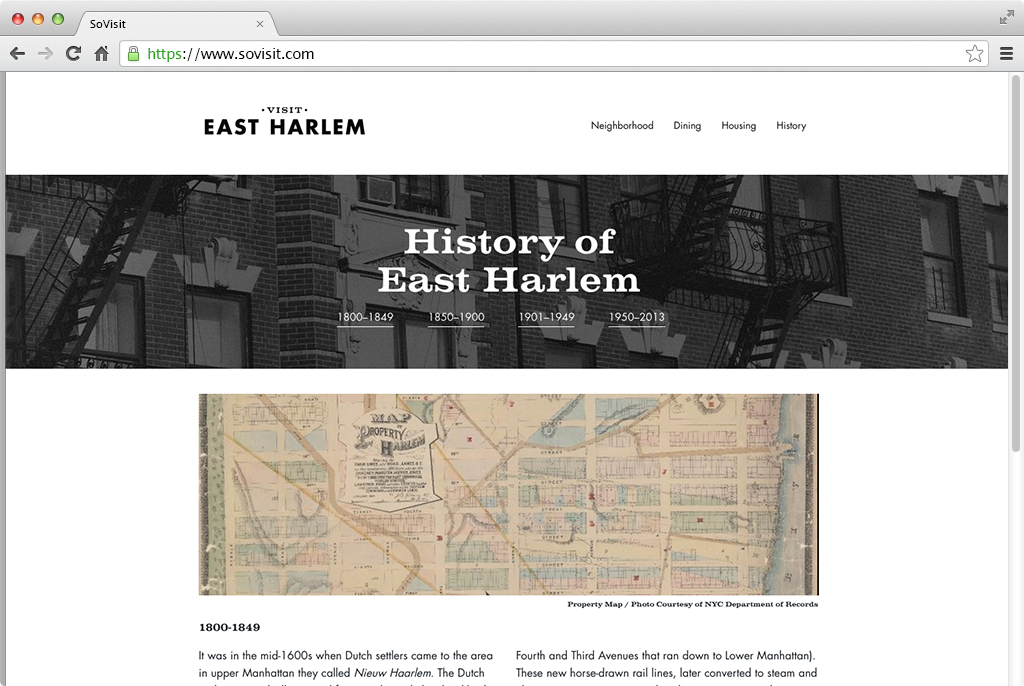 SoVisit
https://www.sovisit.com
·VISIT·
EAST HARLEM
Neighborhood Dining Housing History
History of
East Harlem
1800–1849 1850–1900 1901–1949 1950–2013
MAP
PROPERTY
HARLEM
Property Map / Photo Courtesy of NYC Department of Records
1800-1849
It was in the mid-1600s when Dutch settlers came to the area
in upper Manhattan they called Nieuw Haarlem. The Dutch
Fourth and Third Avenues that ran down to Lower Manhattan).
These new horse-drawn rail lines, later converted to steam and